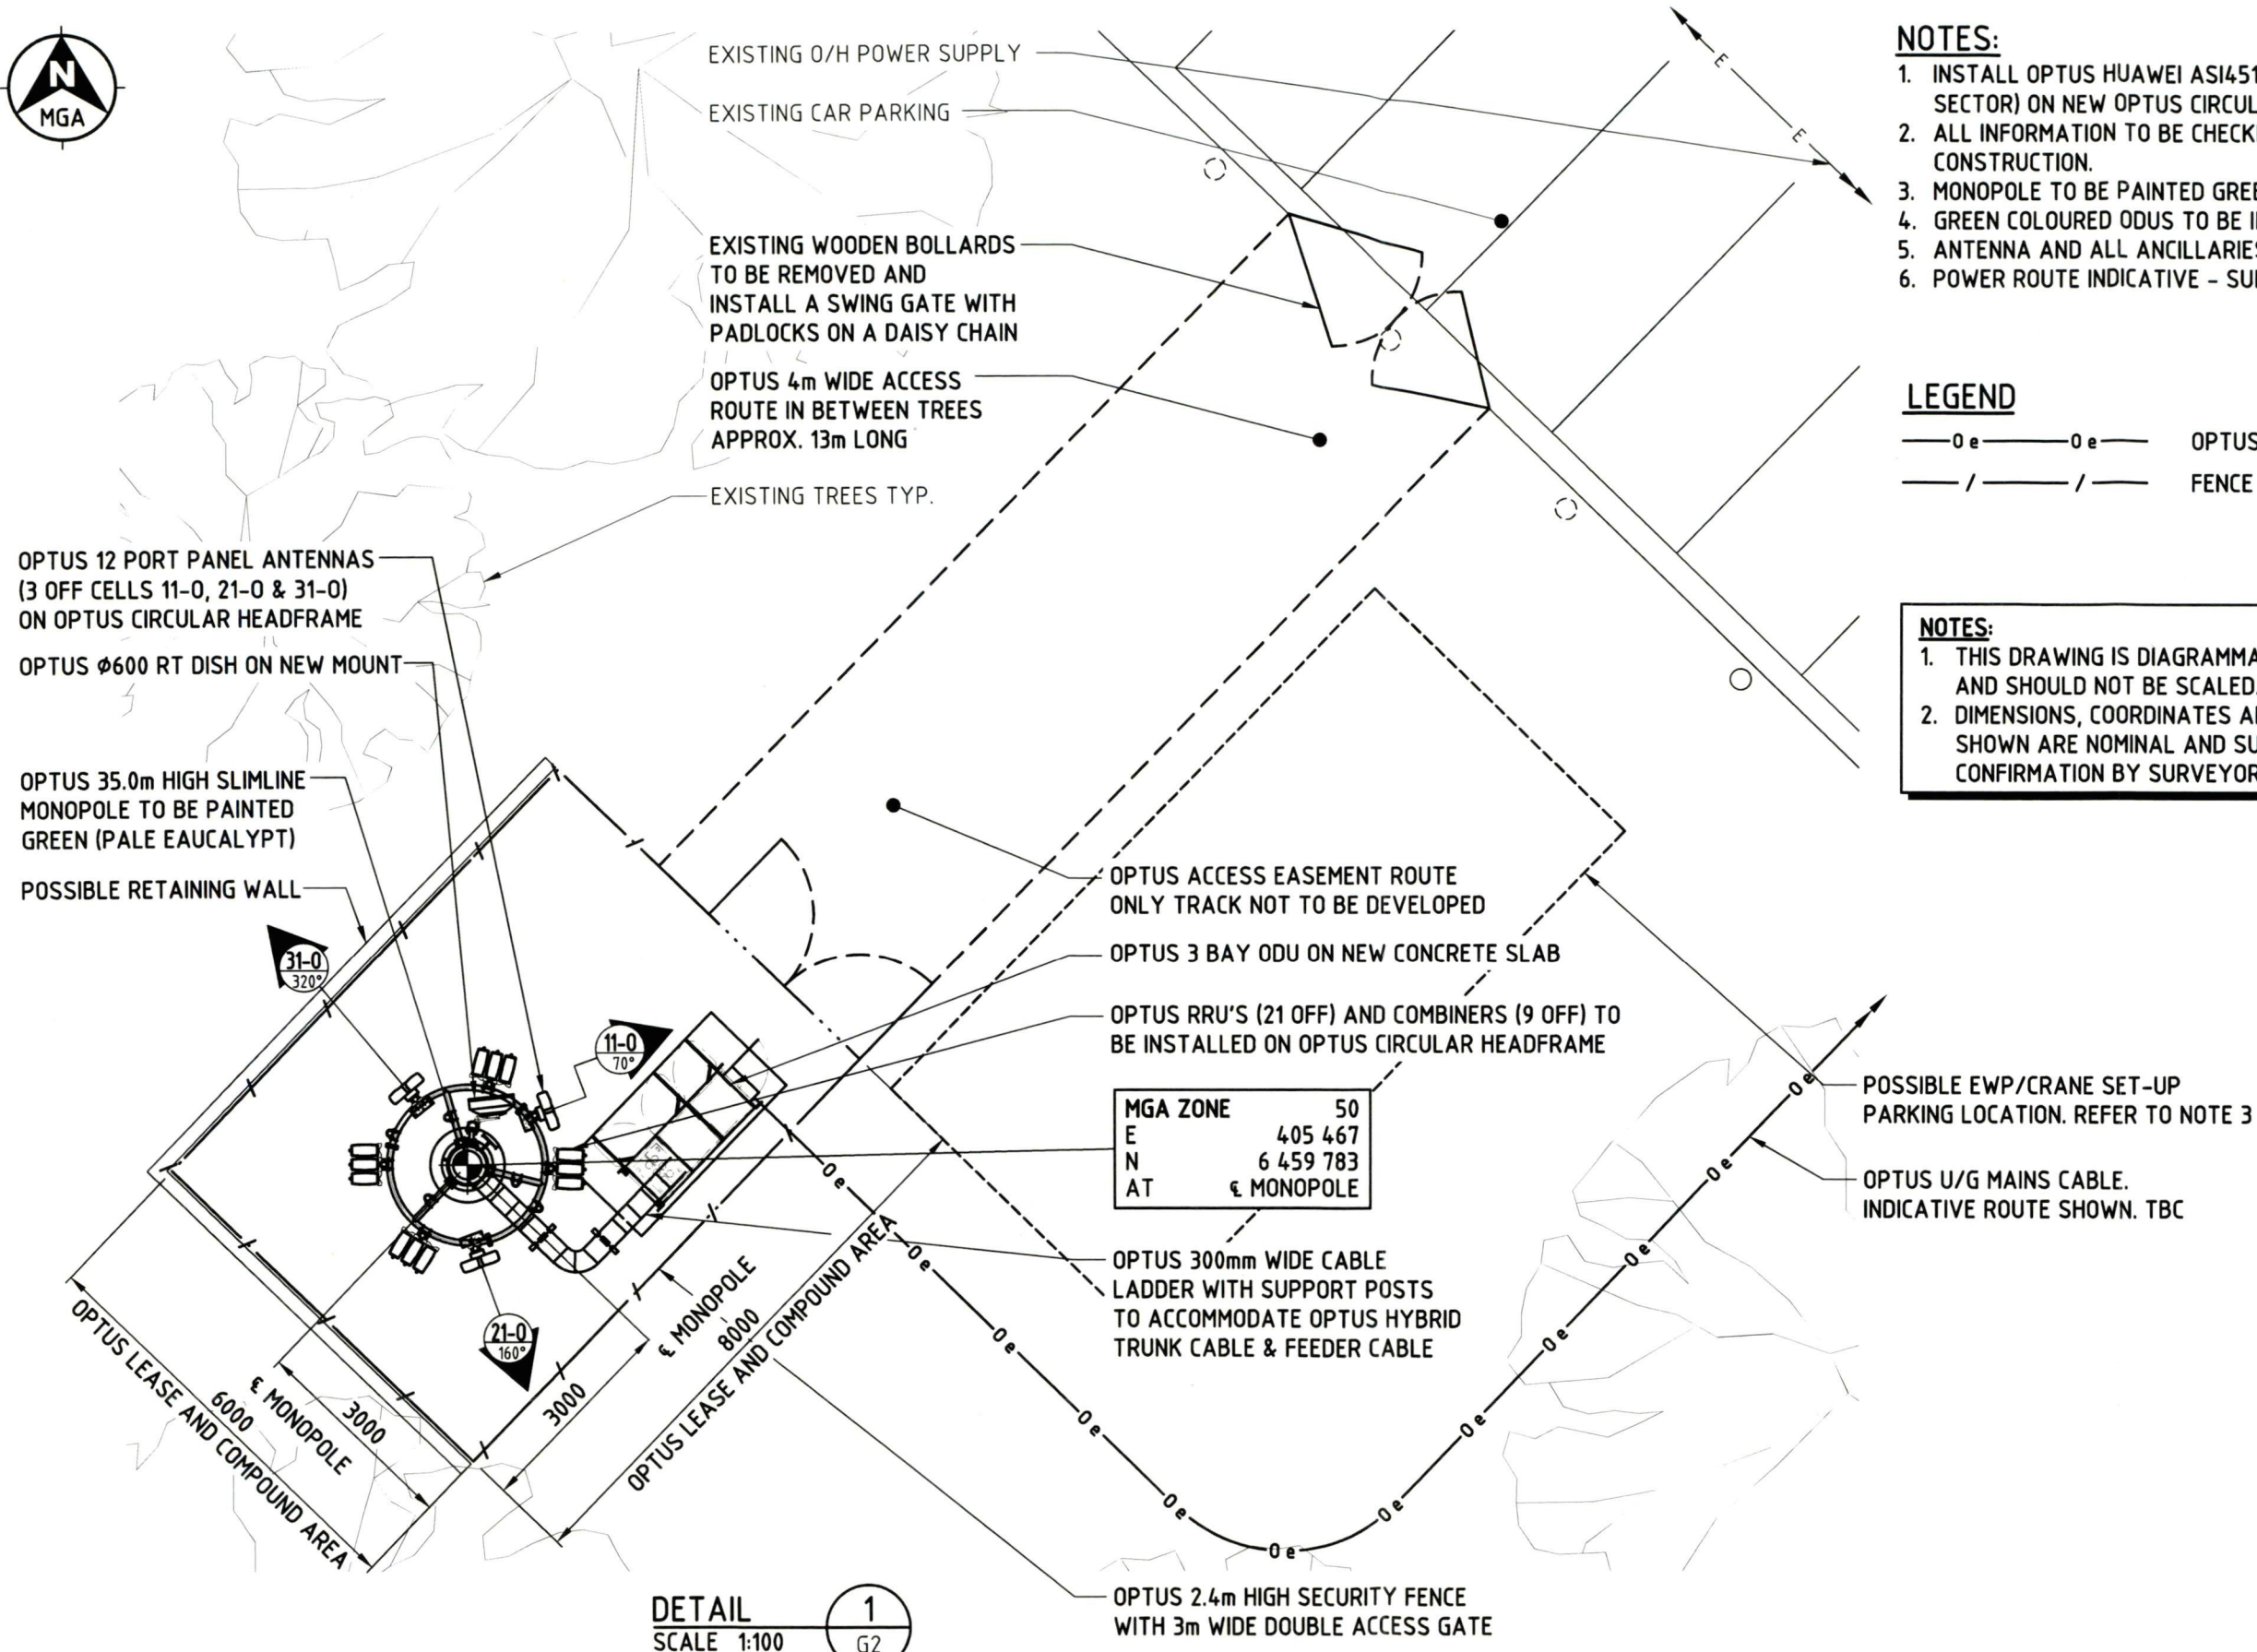 N
MGA
EXISTING O/H POWER SUPPLY
EXISTING CAR PARKING
EXISTING WOODEN BOLLARDS
TO BE REMOVED AND
INSTALL A SWING GATE WITH
PADLOCKS ON A DAISY CHAIN
OPTUS 4m WIDE ACCESS
ROUTE IN BETWEEN TREES
APPROX. 13m LONG
EXISTING TREES TYP.
E
E
NOTES:
1. INSTALL OPTUS HUAWEI ASI451
SECTOR) ON NEW OPTUS CIRCUL
2. ALL INFORMATION TO BE CHECK
CONSTRUCTION.
3. MONOPOLE TO BE PAINTED GREE
4. GREEN COLOURED ODUS TO BE I
5. ANTENNA AND ALL ANCILLARIES
6. POWER ROUTE INDICATIVE - SU
LEGEND
O e O e OPTUS
/ / FENCE
NOTES:
1. THIS DRAWING IS DIAGRAMMA
AND SHOULD NOT BE SCALED.
2. DIMENSIONS, COORDINATES A
SHOWN ARE NOMINAL AND SU
CONFIRMATION BY SURVEYOR
OPTUS 12 PORT PANEL ANTENNAS
(3 OFF CELLS 11-0, 21-0 & 31-0)
ON OPTUS CIRCULAR HEADFRAME
OPTUS Ø600 RT DISH ON NEW MOUNT
OPTUS 35.0m HIGH SLIMLINE
MONOPOLE TO BE PAINTED
GREEN (PALE EAUCALYPT)
POSSIBLE RETAINING WALL
31-0
320°
11-0
70°
21-0
160°
OPTUS ACCESS EASEMENT ROUTE
ONLY TRACK NOT TO BE DEVELOPED
OPTUS 3 BAY ODU ON NEW CONCRETE SLAB
OPTUS RRU'S (21 OFF) AND COMBINERS (9 OFF) TO
BE INSTALLED ON OPTUS CIRCULAR HEADFRAME
MGA ZONE 50
E 405 467
N 6 459 783
AT ℄ MONOPOLE
OPTUS 300mm WIDE CABLE
LADDER WITH SUPPORT POSTS
TO ACCOMMODATE OPTUS HYBRID
TRUNK CABLE & FEEDER CABLE
POSSIBLE EWP/CRANE SET-UP
PARKING LOCATION. REFER TO NOTE 3
OPTUS U/G MAINS CABLE.
INDICATIVE ROUTE SHOWN. TBC
O e
O e
O e
O e
O e
O e
O e
O e
O e
O e
O e
O e
OPTUS LEASE AND COMPOUND AREA
6000
℄ MONOPOLE
3000
3000
℄ MONOPOLE
8000
OPTUS LEASE AND COMPOUND AREA
OPTUS 2.4m HIGH SECURITY FENCE
WITH 3m WIDE DOUBLE ACCESS GATE
DETAIL
SCALE 1:100
1
G2